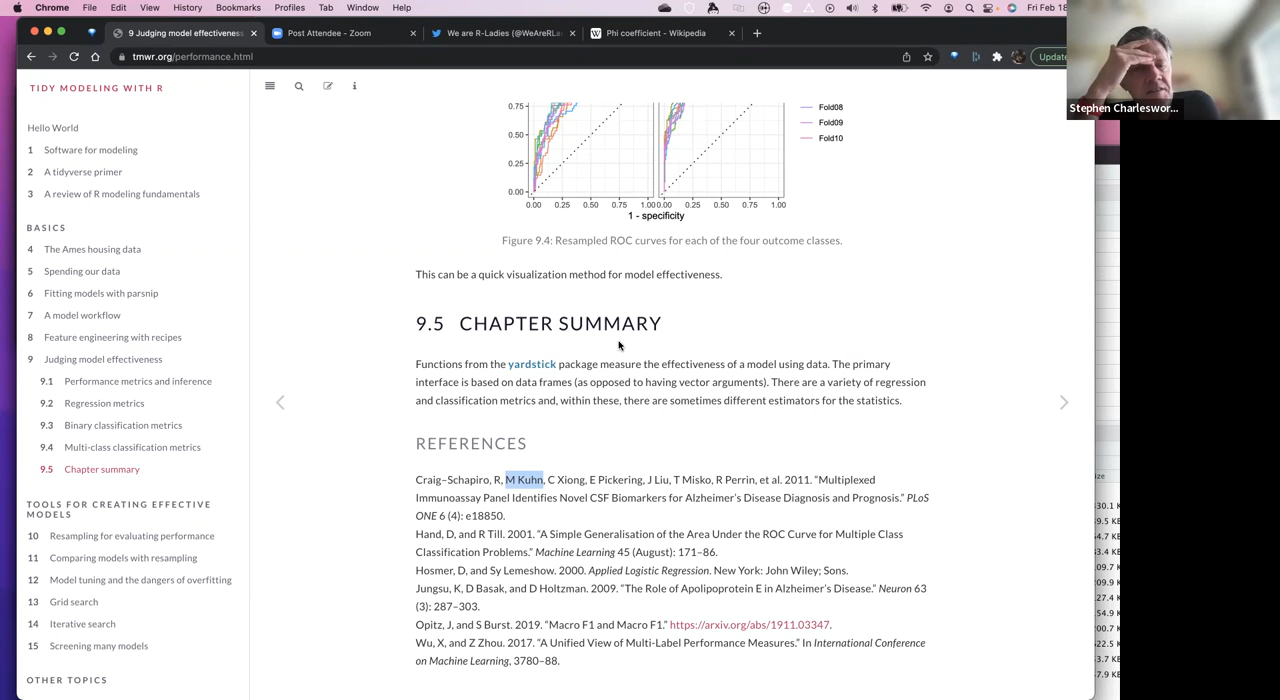 Chrome File Edit View History Bookmarks Profiles Tab Window Help Fri Feb 18
9 Judging model effectiveness
Post Attendee - Zoom
We are R-Ladies (@WeAreRLa
Phi coefficient - Wikipedia
tmwr.org/performance.html
Update
Stephen Charleswor...
TIDY MODELING WITH R
Hello World
1 Software for modeling
2 A tidyverse primer
3 A review of R modeling fundamentals
BASICS
4 The Ames housing data
5 Spending our data
6 Fitting models with parsnip
7 A model workflow
8 Feature engineering with recipes
9 Judging model effectiveness
9.1 Performance metrics and inference
9.2 Regression metrics
9.3 Binary classification metrics
9.4 Multi-class classification metrics
9.5 Chapter summary
TOOLS FOR CREATING EFFECTIVE
MODELS
10 Resampling for evaluating performance
11 Comparing models with resampling
12 Model tuning and the dangers of overfitting
13 Grid search
14 Iterative search
15 Screening many models
OTHER TOPICS
0.75
0.50
0.25
0.00
0.00 0.25 0.50 0.75 1.00 0.00 0.25 0.50 0.75 1.00
1 - specificity
Fold08
Fold09
Fold10
Figure 9.4: Resampled ROC curves for each of the four outcome classes.
This can be a quick visualization method for model effectiveness.
9.5 CHAPTER SUMMARY
Functions from the yardstick package measure the effectiveness of a model using data. The primary
interface is based on data frames (as opposed to having vector arguments). There are a variety of regression
and classification metrics and, within these, there are sometimes different estimators for the statistics.
REFERENCES
Craig–Schapiro, R, M Kuhn, C Xiong, E Pickering, J Liu, T Misko, R Perrin, et al. 2011. “Multiplexed
Immunoassay Panel Identifies Novel CSF Biomarkers for Alzheimer’s Disease Diagnosis and Prognosis.” PLoS
ONE 6 (4): e18850.
Hand, D, and R Till. 2001. “A Simple Generalisation of the Area Under the ROC Curve for Multiple Class
Classification Problems.” Machine Learning 45 (August): 171–86.
Hosmer, D, and Sy Lemeshow. 2000. Applied Logistic Regression. New York: John Wiley; Sons.
Jungsu, K, D Basak, and D Holtzman. 2009. “The Role of Apolipoprotein E in Alzheimer’s Disease.” Neuron 63
(3): 287–303.
Opitz, J, and S Burst. 2019. “Macro F1 and Macro F1.” https://arxiv.org/abs/1911.03347.
Wu, X, and Z Zhou. 2017. “A Unified View of Multi-Label Performance Measures.” In International Conference
on Machine Learning, 3780–88.